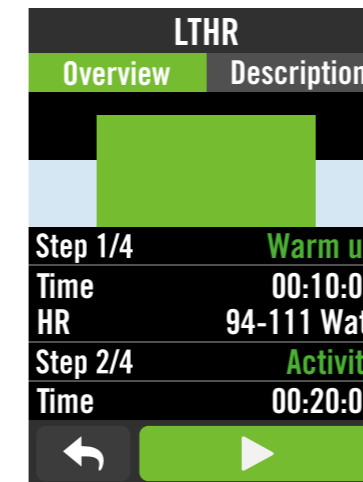 LTHR
Overview Description
Step 1/4 Warm u
Time 00:10:0
HR 94-111 Wat
Step 2/4 Activit
Time 00:20:0